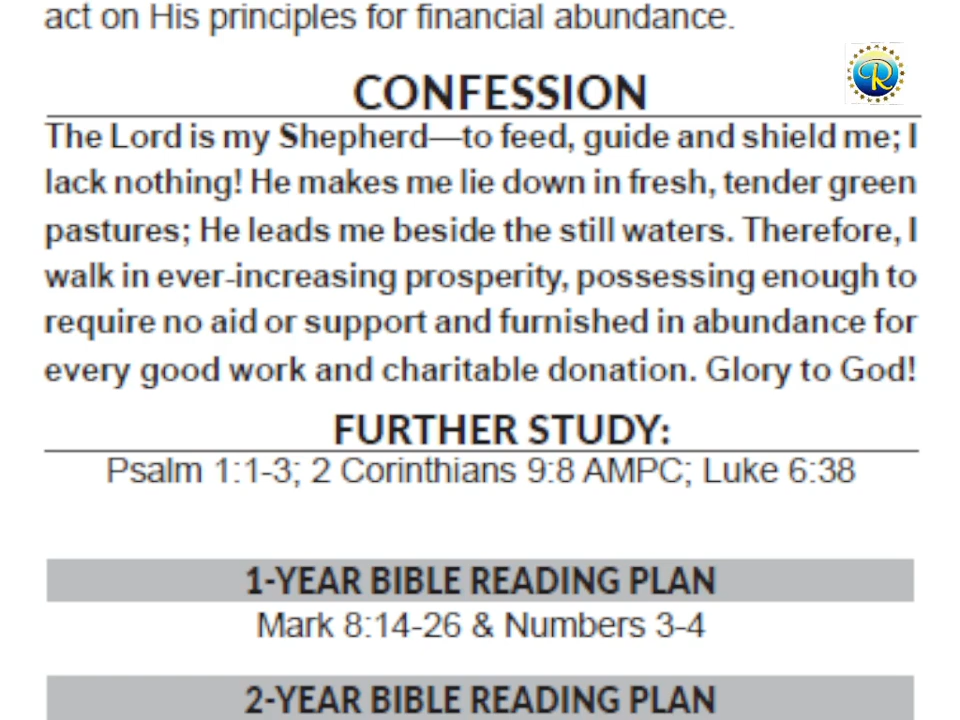 act on His principles for financial abundance.
R
CONFESSION
The Lord is my Shepherd—to feed, guide and shield me; I
lack nothing! He makes me lie down in fresh, tender green
pastures; He leads me beside the still waters. Therefore, I
walk in ever-increasing prosperity, possessing enough to
require no aid or support and furnished in abundance for
every good work and charitable donation. Glory to God!
FURTHER STUDY:
Psalm 1:1-3; 2 Corinthians 9:8 AMPC; Luke 6:38
1-YEAR BIBLE READING PLAN
Mark 8:14-26 & Numbers 3-4
2-YEAR BIBLE READING PLAN